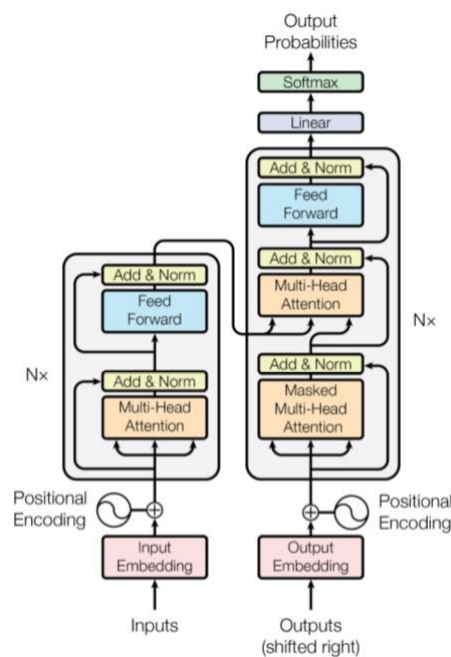 Output
Probabilities
Softmax
Linear
Add & Norm
Feed
Forward
Add & Norm
Multi-Head
Attention
Add & Norm
Masked
Multi-Head
Attention
Nx
Add & Norm
Feed
Forward
Add & Norm
Multi-Head
Attention
Nx
Positional
Encoding
Positional
Encoding
Input
Embedding
Output
Embedding
Inputs
Outputs
(shifted right)